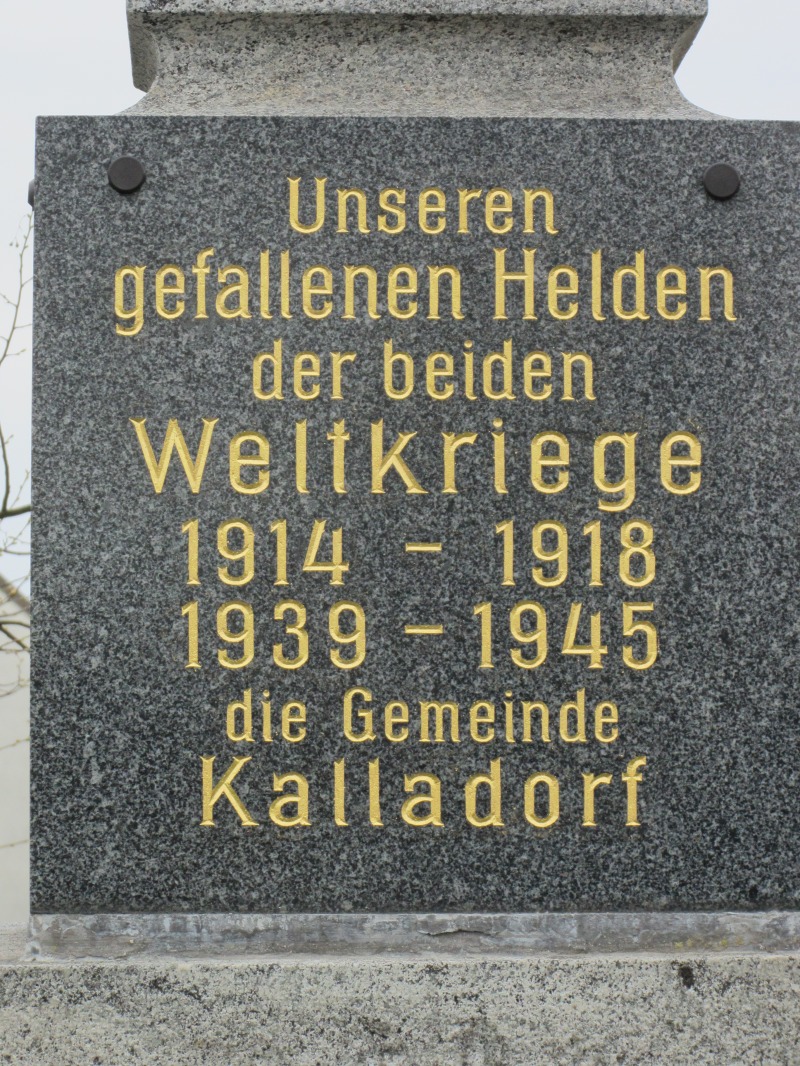 Unseren
gefallenen Helden
der beiden
Weltkriege
1914 – 1918
1939 – 1945
die Gemeinde
Kalladorf